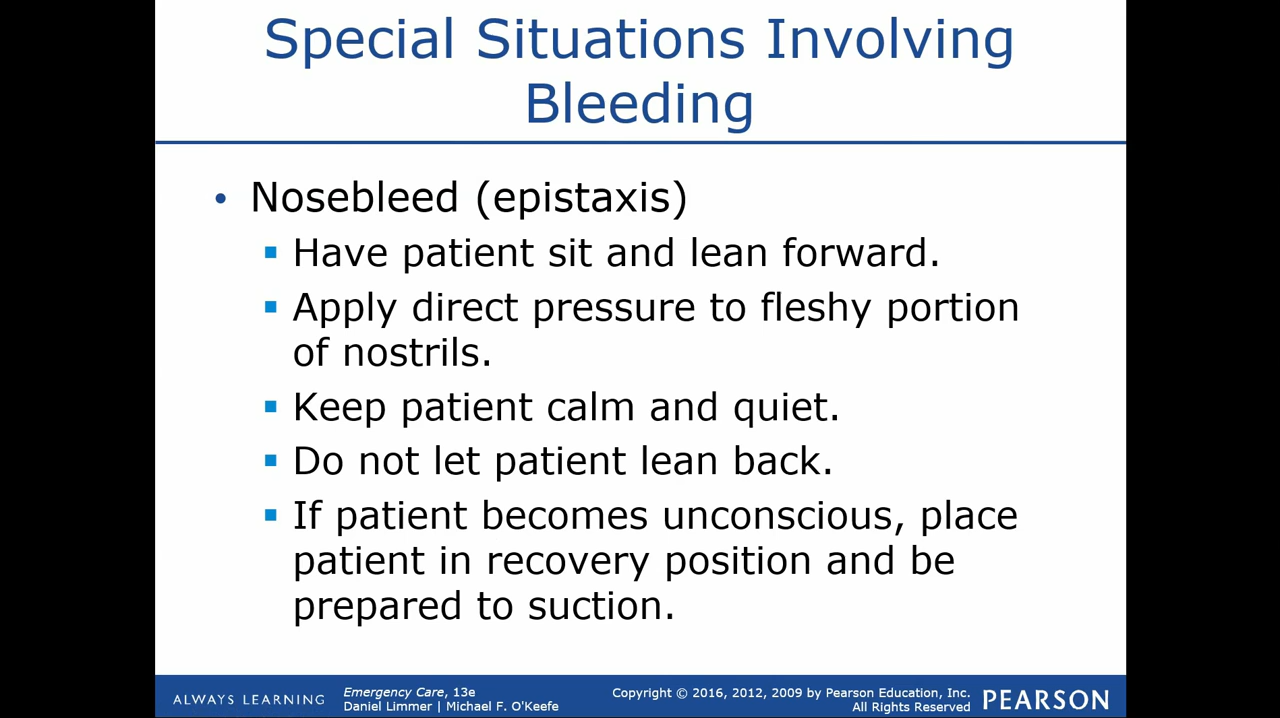 Special Situations Involving
Bleeding
• Nosebleed (epistaxis)
▪ Have patient sit and lean forward.
▪ Apply direct pressure to fleshy portion
of nostrils.
▪ Keep patient calm and quiet.
▪ Do not let patient lean back.
▪ If patient becomes unconscious, place
patient in recovery position and be
prepared to suction.
ALWAYS LEARNING
Emergency Care, 13e
Daniel Limmer | Michael F. O'Keefe
Copyright © 2016, 2012, 2009 by Pearson Education, Inc.
All Rights Reserved
PEARSON